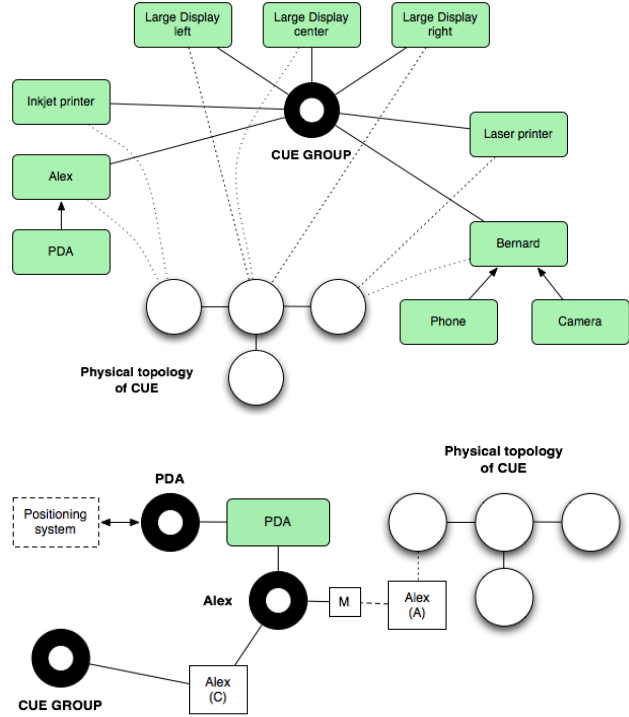 Large Display
left
Large Display
center
Large Display
right
Inkjet printer
Laser printer
CUE GROUP
Alex
PDA
Bernard
Phone
Camera
Physical topology
of CUE
Physical topology
of CUE
PDA
Positioning
system
PDA
Alex
M
Alex
(A)
Alex
(C)
CUE GROUP